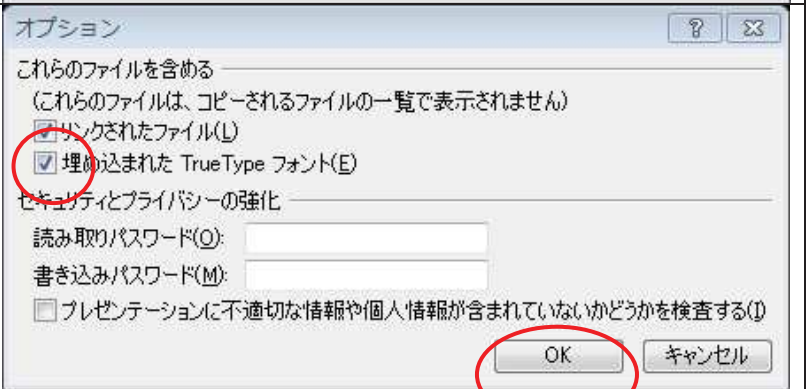 オプション
これらのファイルを含める
(これらのファイルは、コピーされるファイルの一覧で表示されません)
リンクされたファイル(L)
埋め込まれた TrueType フォント(E)
セキュリティとプライバシーの強化
読み取りパスワード(O):
書き込みパスワード(M):
プレゼンテーションに不適切な情報や個人情報が含まれていないかどうかを検査する(I)
OK キャンセル